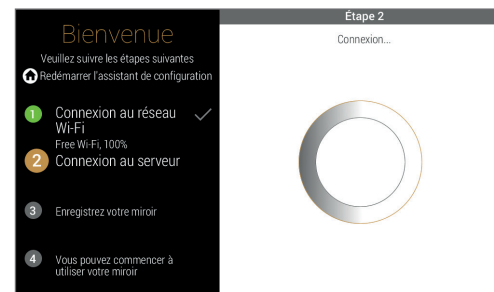 Bienvenue
Veuillez suivre les étapes suivantes
Redémarrer l'assistant de configuration
1 Connexion au réseau
Wi-Fi
Free Wi-Fi, 100%
2 Connexion au serveur
3 Enregistrez votre miroir
4 Vous pouvez commencer à
utiliser votre miroir
Étape 2
Connexion...